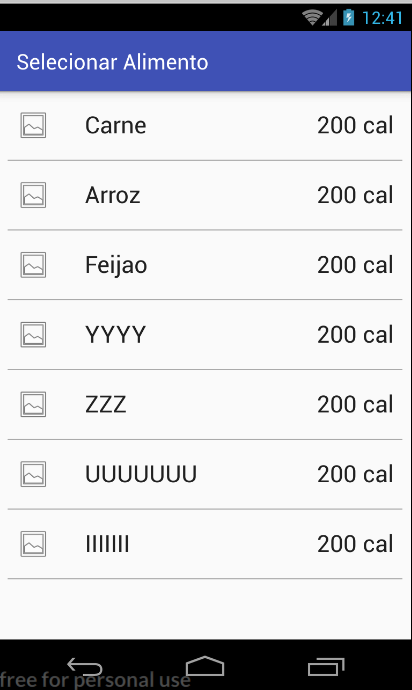 12:41
Selecionar Alimento
Carne 200 cal
Arroz 200 cal
Feijao 200 cal
YYYY 200 cal
ZZZ 200 cal
UUUUUUU 200 cal
IIIIIII 200 cal
free for personal use